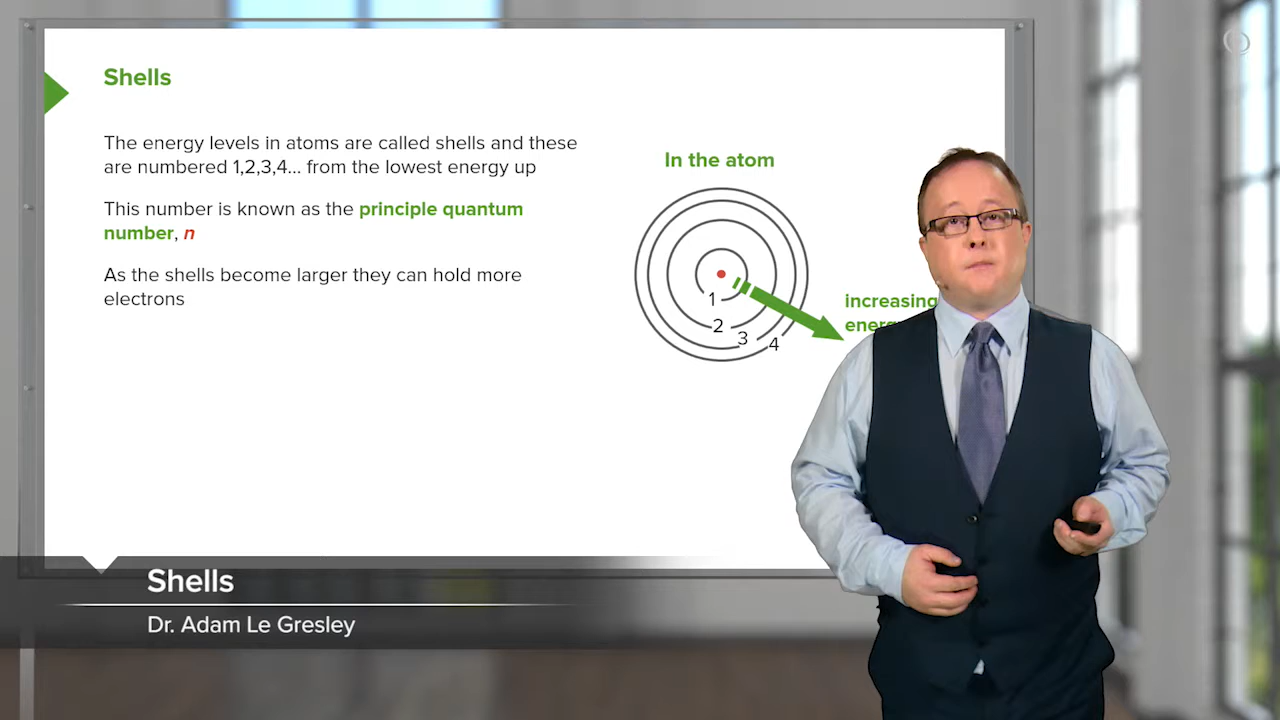 Shells
The energy levels in atoms are called shells and these
are numbered 1,2,3,4... from the lowest energy up
This number is known as the principle quantum
number, n
As the shells become larger they can hold more
electrons
In the atom
1
2
3
4
increasing
energy
Shells
Dr. Adam Le Gresley